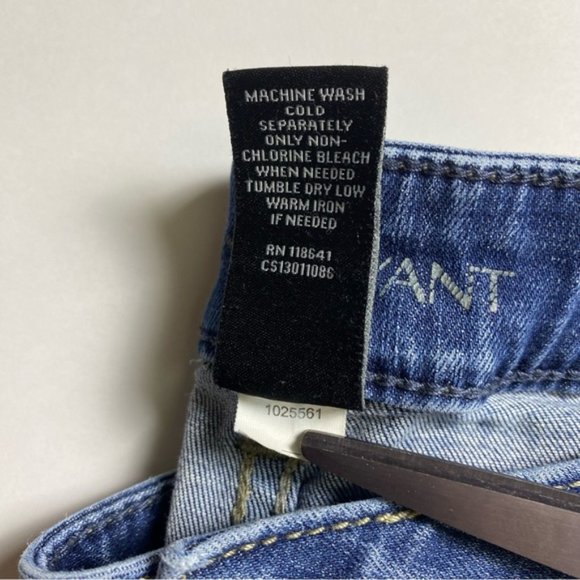 MACHINE WASH
COLD
SEPARATELY
ONLY NON-
CHLORINE BLEACH
WHEN NEEDED
TUMBLE DRY LOW
WARM IRON
IF NEEDED
RN 118641
CS13011086
YANT
1025561